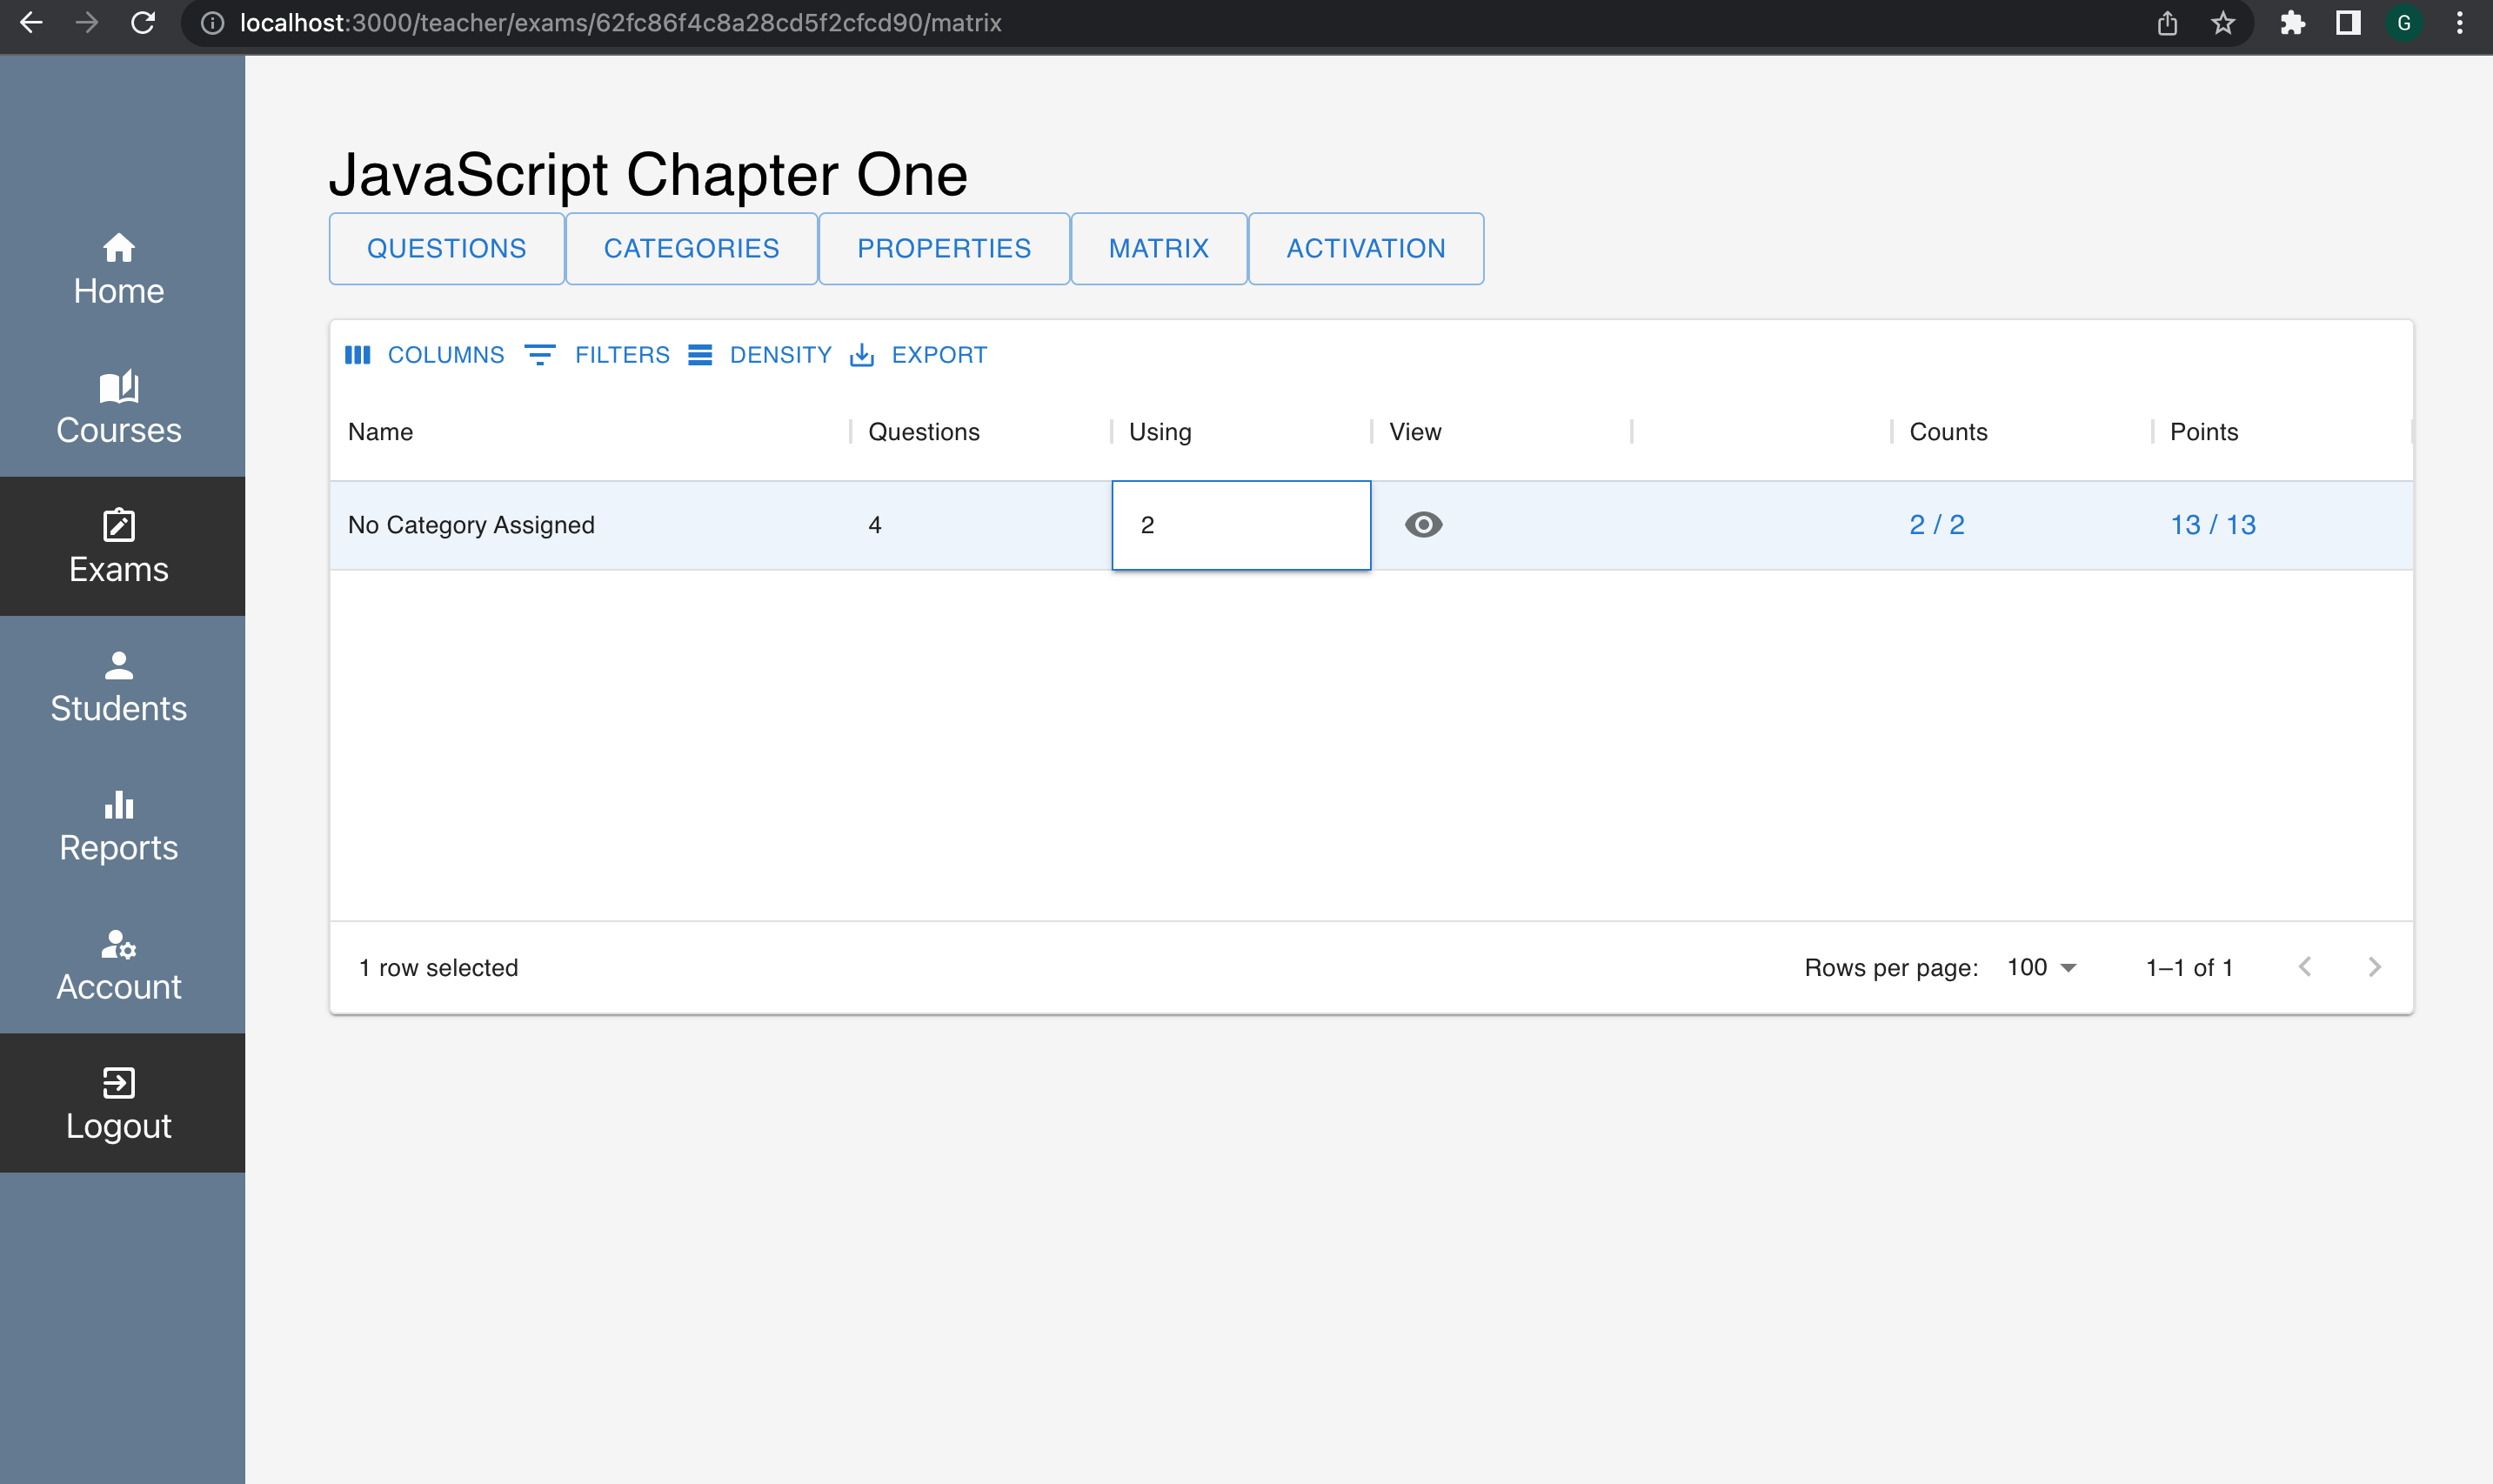 localhost:3000/teacher/exams/62fc86f4c8a28cd5f2cfcd90/matrix
G
Home
Courses
Exams
Students
Reports
Account
Logout
JavaScript Chapter One
QUESTIONS CATEGORIES PROPERTIES MATRIX ACTIVATION
COLUMNS FILTERS DENSITY EXPORT
Name Questions Using View Counts Points
No Category Assigned 4 2 2 / 2 13 / 13
1 row selected Rows per page: 100 1–1 of 1